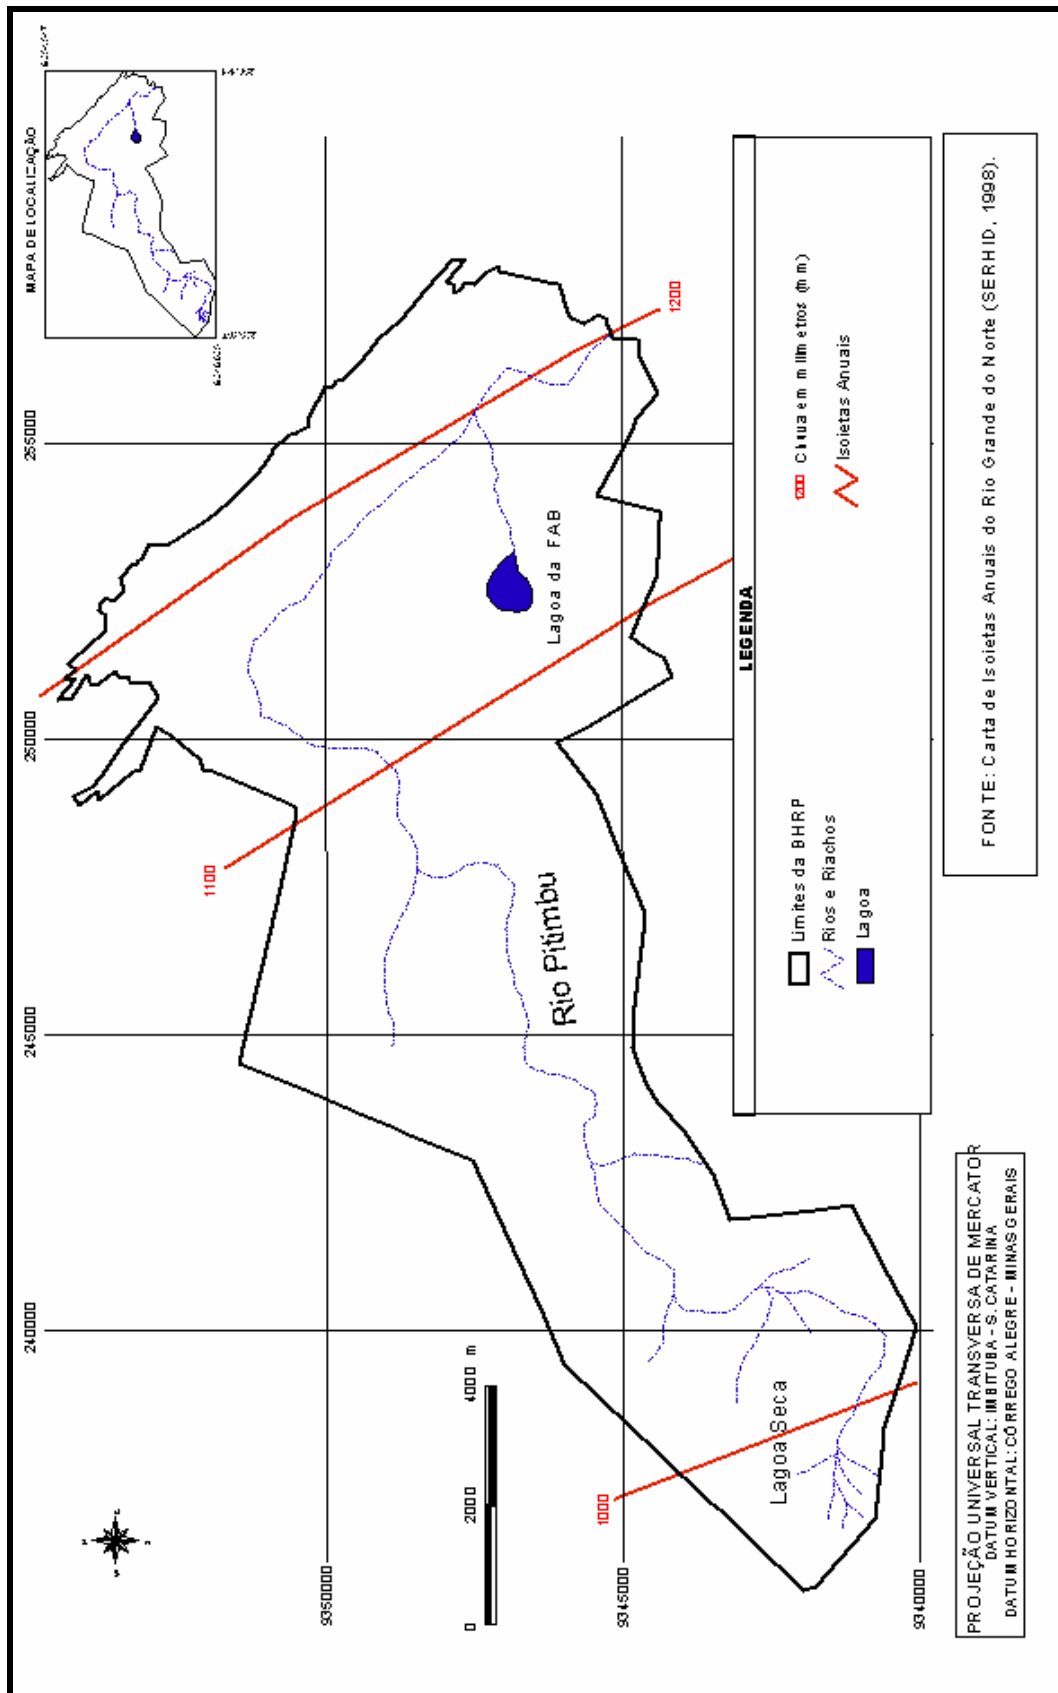 MAPA DE LOCALIZAÇÃO
240000
245000
250000
255000
9350000
9345000
9340000
1000
1100
1200
Rio Pitimbu
Lagoa da FAB
Lagoa Seca
0 2000 4000 m
LEGENDA
Limites da BHRP
Rios e Riachos
Lagoa
1200 Chuva em milímetros (mm)
Isoietas Anuais
PROJEÇÃO UNIVERSAL TRANSVERSA DE MERCATOR
DATUM VERTICAL: IMBITUBA - S. CATARINA
DATUM HORIZONTAL: CÓRREGO ALEGRE - MINAS GERAIS
FONTE: Carta de Isoietas Anuais do Rio Grande do Norte (SERHID, 1998).